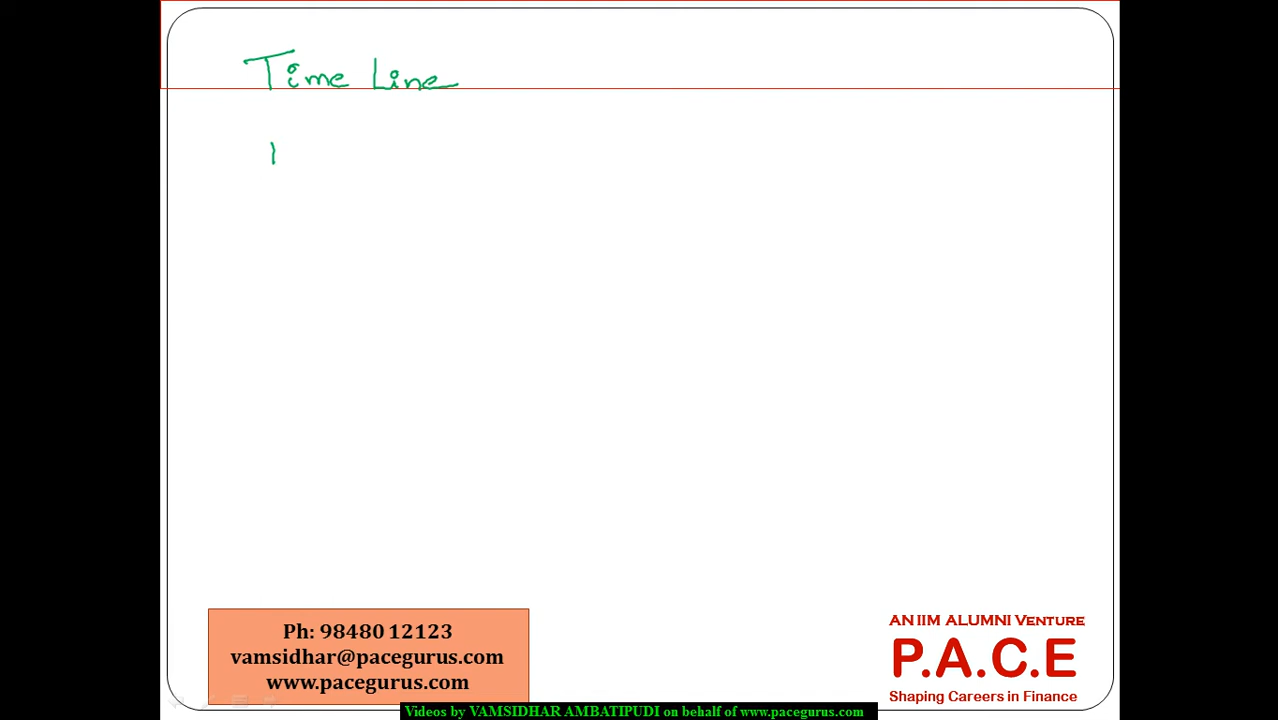 Time Line
Ph: 98480 12123
vamsidhar@pacegurus.com
www.pacegurus.com
AN IIM ALUMNI VENTURE
P.A.C.E
Shaping Careers in Finance
Videos by VAMSIDHAR AMBATIPUDI on behalf of www.pacegurus.com